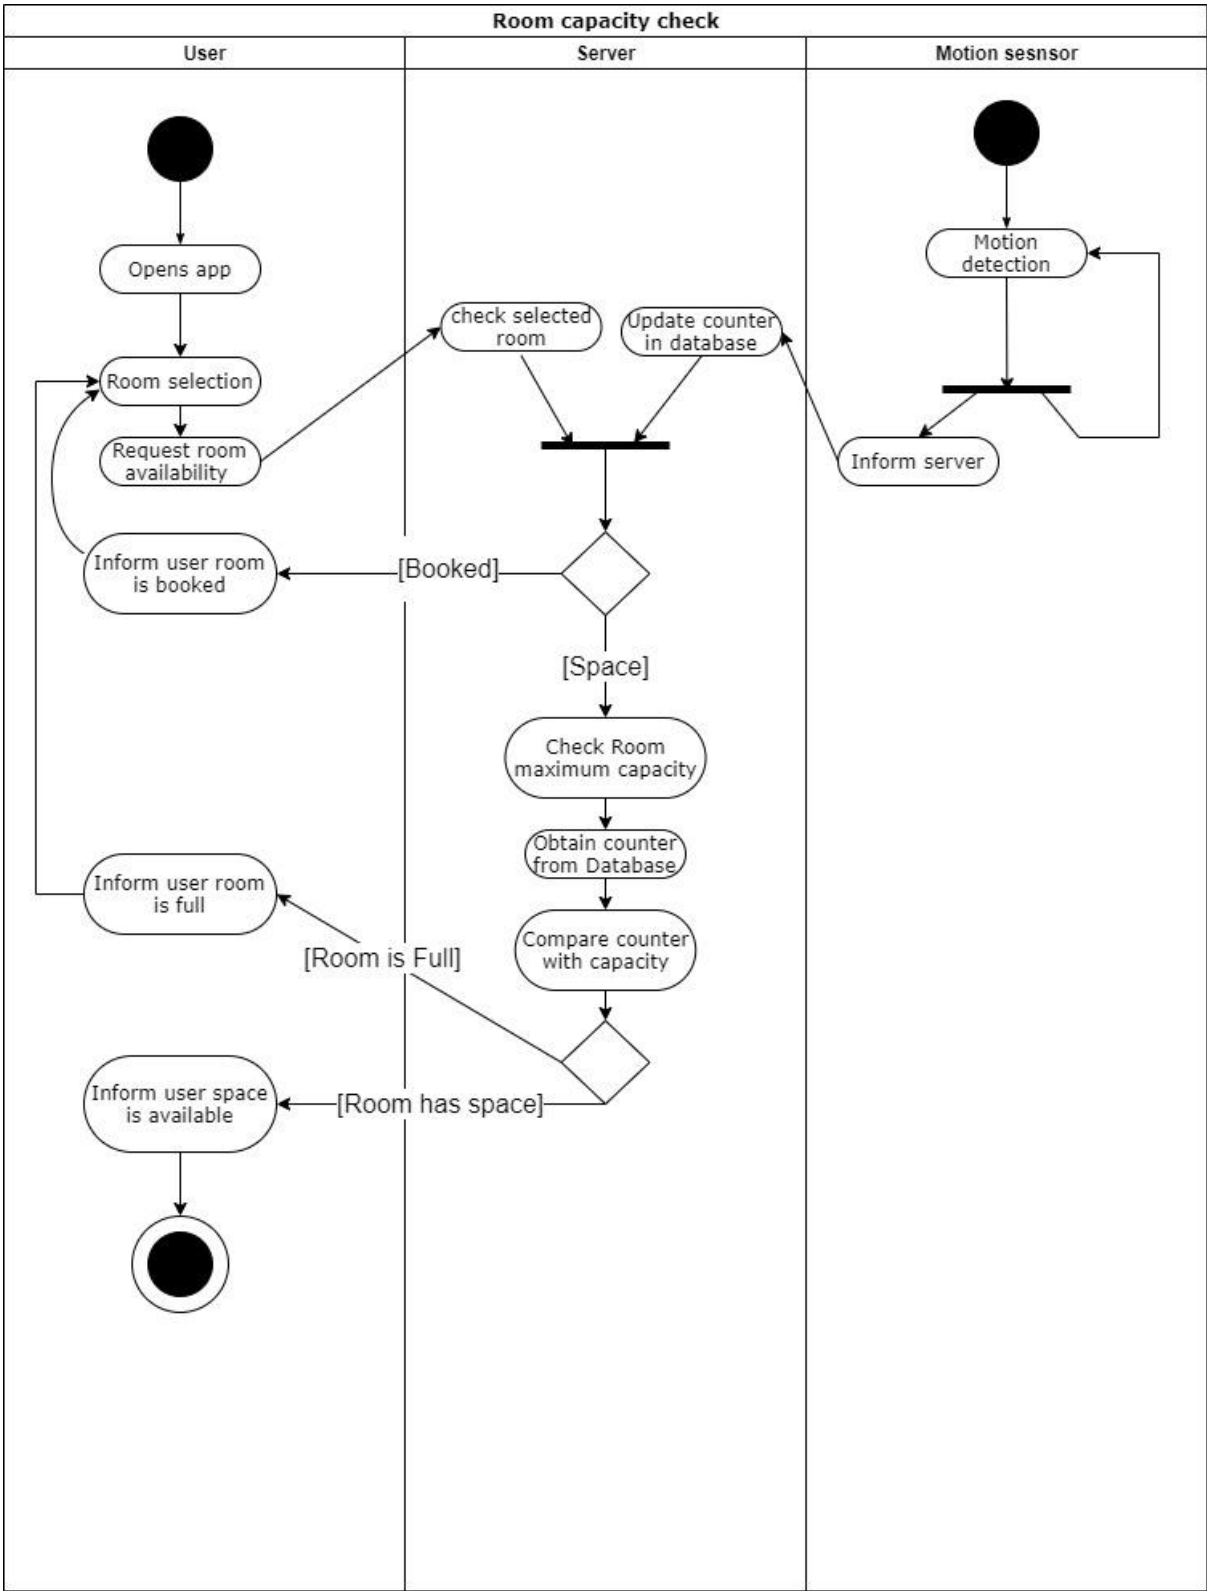 Room capacity check
User
Server
Motion sesnsor
Opens app
Room selection
Request room
availability
check selected
room
Update counter
in database
Motion
detection
Inform server
Inform user room
is booked
[Booked]
[Space]
Check Room
maximum capacity
Obtain counter
from Database
Compare counter
with capacity
Inform user room
is full
[Room is Full]
Inform user space
is available
[Room has space]